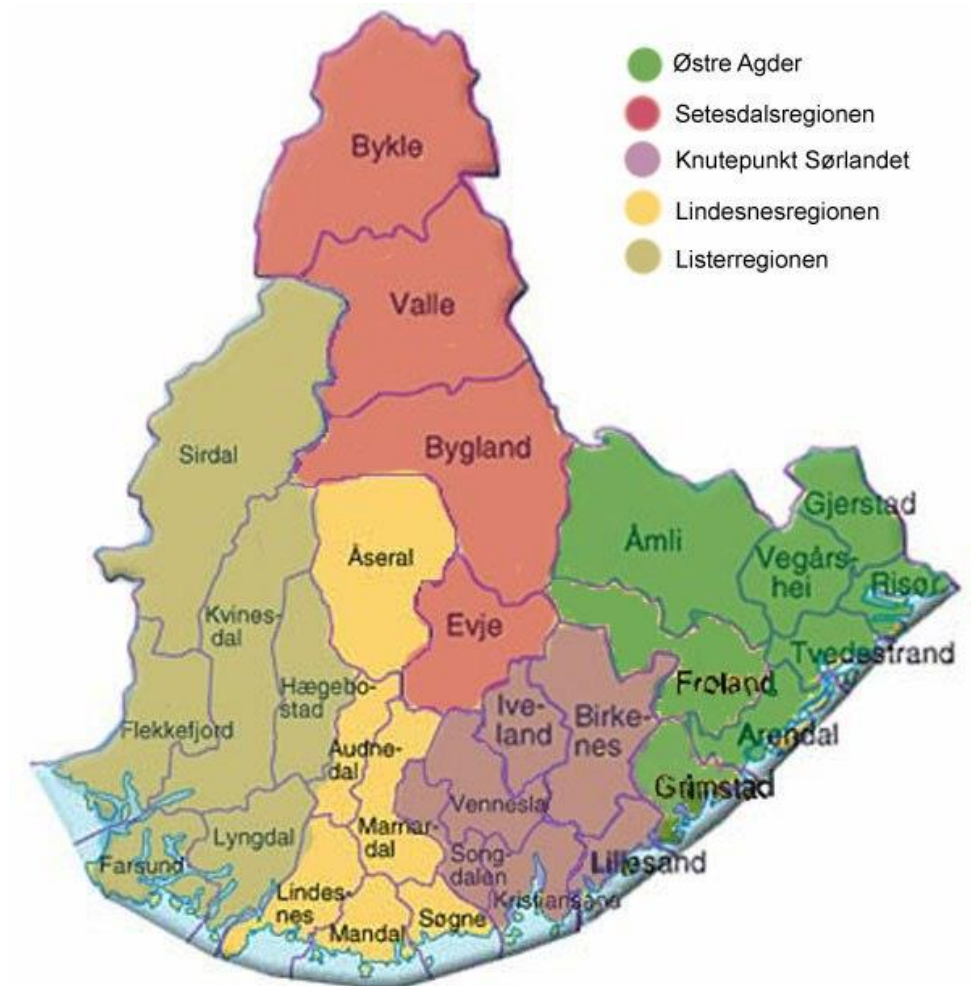 Østre Agder
Setesdalsregionen
Knutepunkt Sørlandet
Lindesnesregionen
Listerregionen
Bykle
Valle
Bygland
Sirdal
Gjerstad
Åmli
Vegårs-
hei
Åseral
Risør
Kvines-
dal
Evje
Tvedestrand
Hægebo-
stad
Froland
Ive-
land
Birke-
nes
Flekkefjord
Audne-
dal
Arendal
Grimstad
Vennesla
Marnar-
dal
Lyngdal
Song-
dalen
Lillesand
Farsund
Lindes-
nes
Kristiansand
Søgne
Mandal